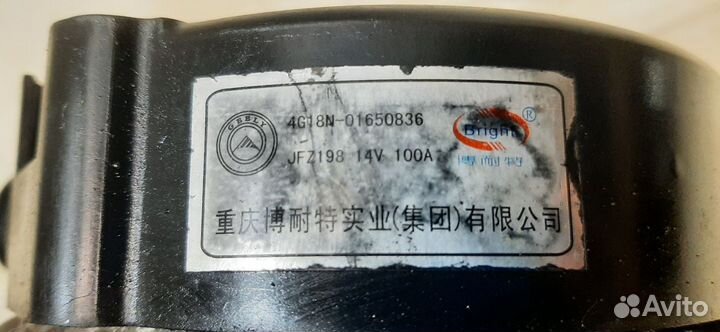 GEELY
4G18N-01650836
JFZ198 14V 100A
Bright®
博耐特
重庆博耐特实业(集团)有限公司
Avito